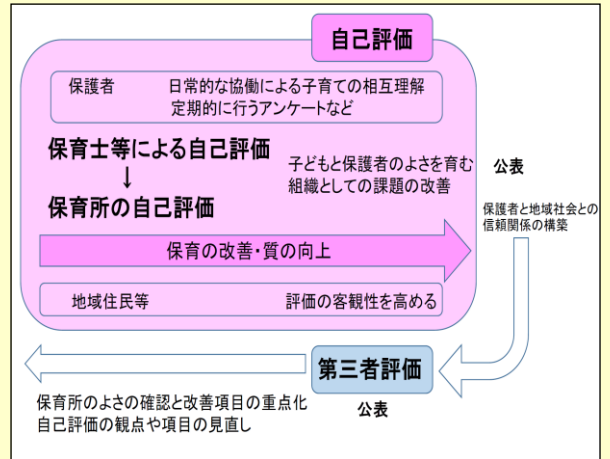 自己評価
保護者 日常的な協働による子育ての相互理解
定期的に行うアンケートなど
保育士等による自己評価
↓
保育所の自己評価
子どもと保護者のよさを育む
組織としての課題の改善
公表
保護者と地域社会との
信頼関係の構築
保育の改善・質の向上
地域住民等 評価の客観性を高める
第三者評価
公表
保育所のよさの確認と改善項目の重点化
自己評価の観点や項目の見直し